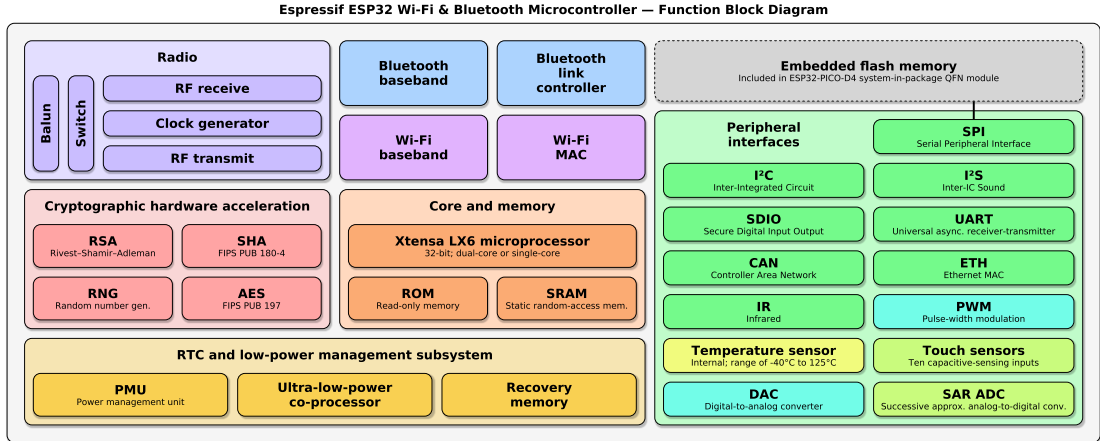 Espressif ESP32 Wi-Fi & Bluetooth Microcontroller — Function Block Diagram
Radio
Balun
Switch
RF receive
Clock generator
RF transmit
Bluetooth
baseband
Bluetooth
link
controller
Wi-Fi
baseband
Wi-Fi
MAC
Embedded flash memory
Included in ESP32-PICO-D4 system-in-package QFN module
Cryptographic hardware acceleration
RSA
Rivest–Shamir–Adleman
SHA
FIPS PUB 180-4
RNG
Random number gen.
AES
FIPS PUB 197
Core and memory
Xtensa LX6 microprocessor
32-bit; dual-core or single-core
ROM
Read-only memory
SRAM
Static random-access mem.
RTC and low-power management subsystem
PMU
Power management unit
Ultra-low-power
co-processor
Recovery
memory
Peripheral
interfaces
SPI
Serial Peripheral Interface
I²C
Inter-Integrated Circuit
I²S
Inter-IC Sound
SDIO
Secure Digital Input Output
UART
Universal async. receiver-transmitter
CAN
Controller Area Network
ETH
Ethernet MAC
IR
Infrared
PWM
Pulse-width modulation
Temperature sensor
Internal; range of -40°C to 125°C
Touch sensors
Ten capacitive-sensing inputs
DAC
Digital-to-analog converter
SAR ADC
Successive approx. analog-to-digital conv.